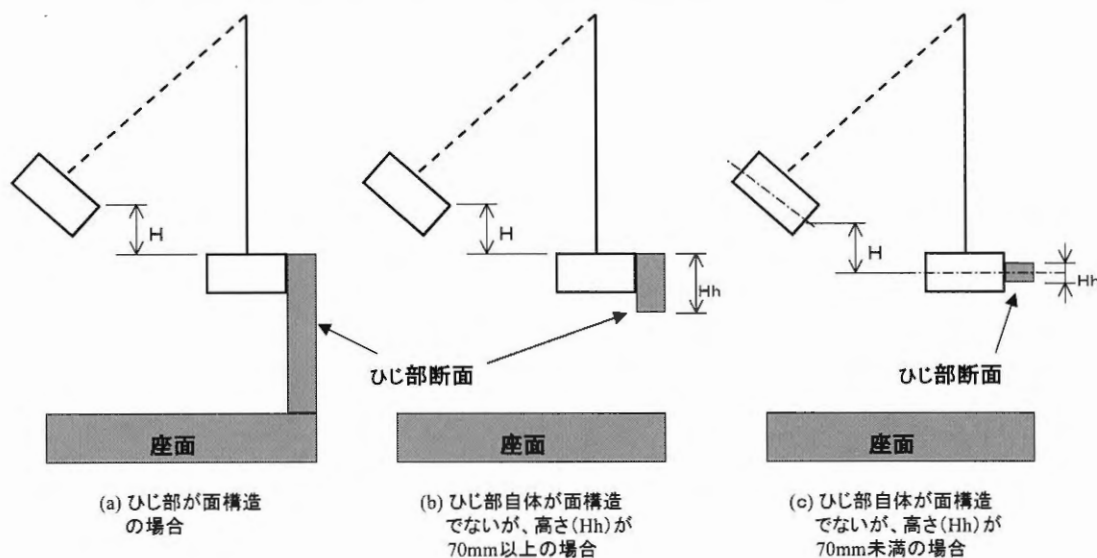 H
H
Hh
H
Hh
ひじ部断面
ひじ部断面
座面
座面
座面
(a) ひじ部が面構造
の場合
(b) ひじ部自体が面構造
でないが、高さ(Hh)が
70mm以上の場合
(c) ひじ部自体が面構造
でないが、高さ(Hh)が
70mm未満の場合